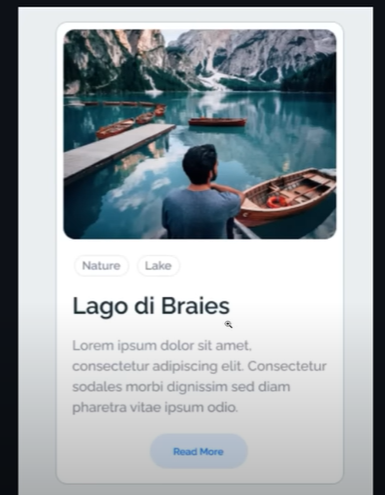 Nature
Lake
Lago di Braies
Lorem ipsum dolor sit amet,
consectetur adipiscing elit. Consectetur
sodales morbi dignissim sed diam
pharetra vitae ipsum odio.
Read More